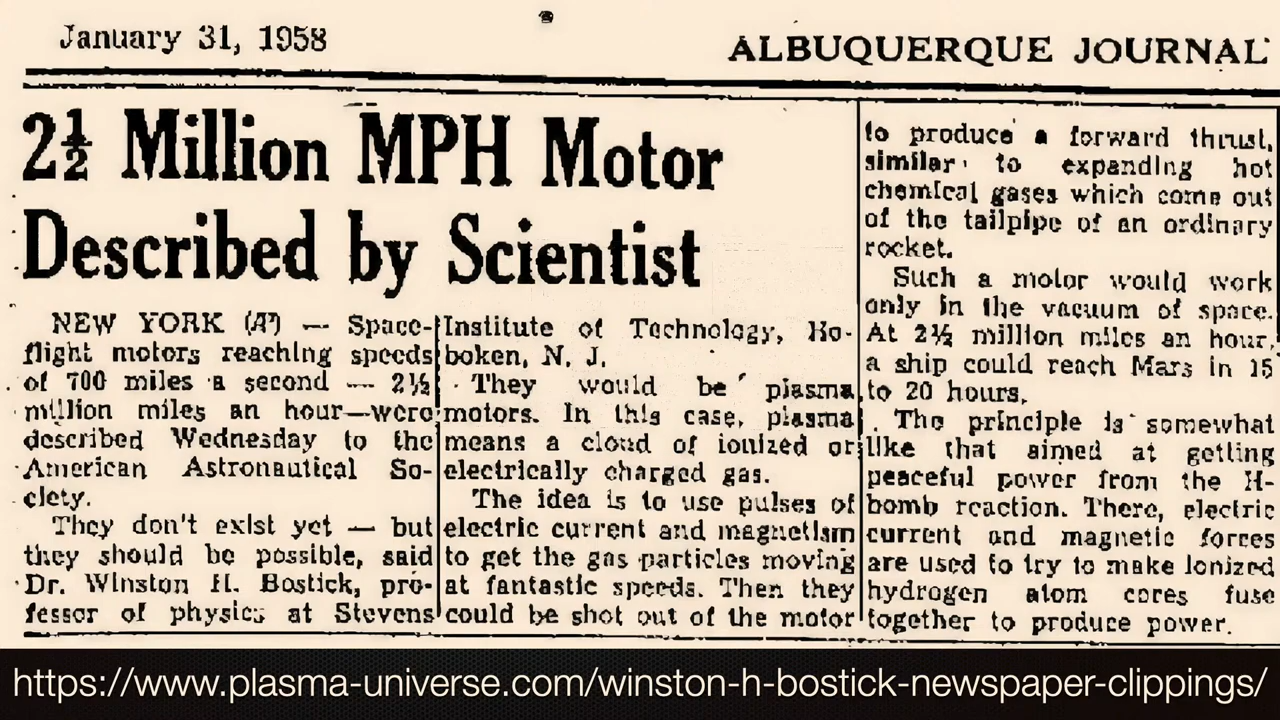 January 31, 1958
ALBUQUERQUE JOURNAL
2½ Million MPH Motor
Described by Scientist
NEW YORK (AP) — Space-
flight motors reaching speeds
of 700 miles a second — 2½
million miles an hour—were
described Wednesday to the
American Astronautical So-
ciety.
They don't exist yet — but
they should be possible, said
Dr. Winston H. Bostick, pro-
fessor of physics at Stevens
Institute of Technology, Ho-
boken, N. J.
They would be plasma
motors. In this case, plasma
means a cloud of ionized or
electrically charged gas.
The idea is to use pulses of
electric current and magnetism
to get the gas particles moving
at fantastic speeds. Then they
could be shot out of the motor
to produce a forward thrust,
similar to expanding hot
chemical gases which come out
of the tailpipe of an ordinary
rocket.
Such a motor would work
only in the vacuum of space.
At 2½ million miles an hour,
a ship could reach Mars in 15
to 20 hours.
The principle is somewhat
like that aimed at getting
peaceful power from the H-
bomb reaction. There, electric
current and magnetic forces
are used to try to make ionized
hydrogen atom cores fuse
together to produce power.
https://www.plasma-universe.com/winston-h-bostick-newspaper-clippings/